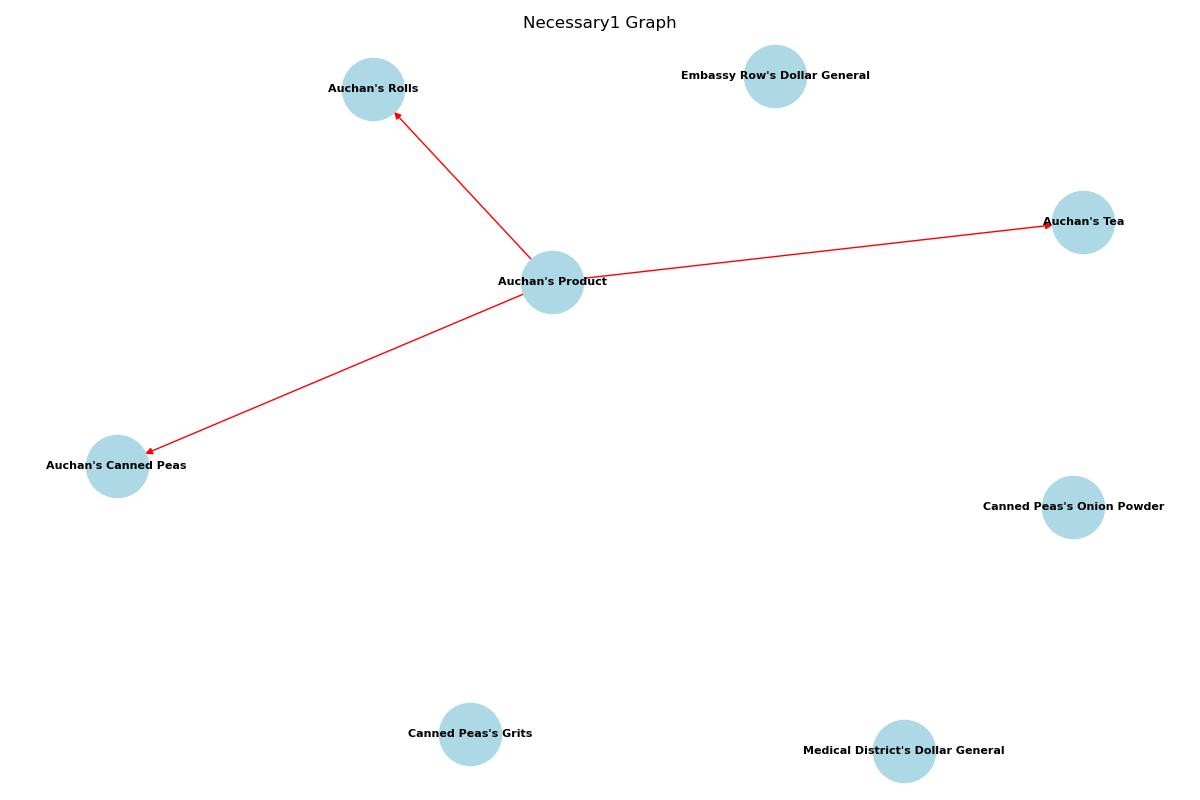 Necessary1 Graph
Embassy Row's Dollar General
Auchan's Rolls
Auchan's Tea
Auchan's Product
Auchan's Canned Peas
Canned Peas's Onion Powder
Canned Peas's Grits
Medical District's Dollar General